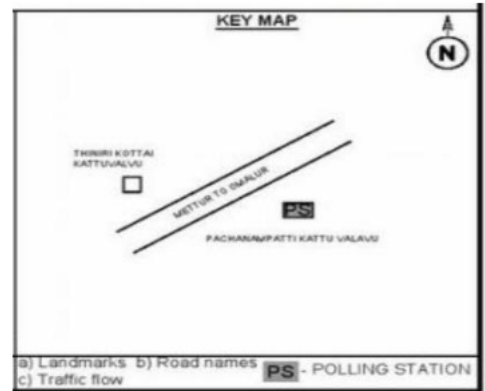 KEY MAP
N
THINIRI KOTTAI
KATTUVALVU
METTUR TO OMALUR
PS
PACHANAMPATTI KATTU VALAVU
a) Landmarks b) Road names
c) Traffic flow
PS - POLLING STATION